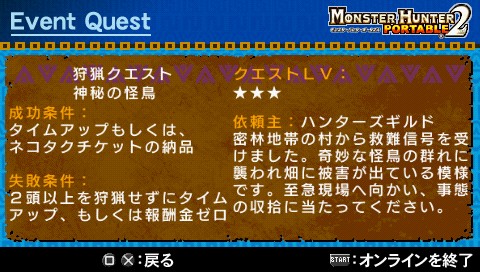 Event Quest
MONSTER HUNTER
PORTABLE 2
狩猟クエスト
神秘の怪鳥
成功条件：
タイムアップもしくは、
ネコタクチケットの納品
失敗条件：
２頭以上を狩猟せずにタイム
アップ、もしくは報酬金ゼロ
クエストＬＶ：
★★★
依頼主：ハンターズギルド
密林地帯の村から救難信号を受
けました。奇妙な怪鳥の群れに
襲われ畑に被害が出ている模様
です。至急現場へ向かい、事態
の収拾に当たってください。
□ ×:戻る
START:オンラインを終了